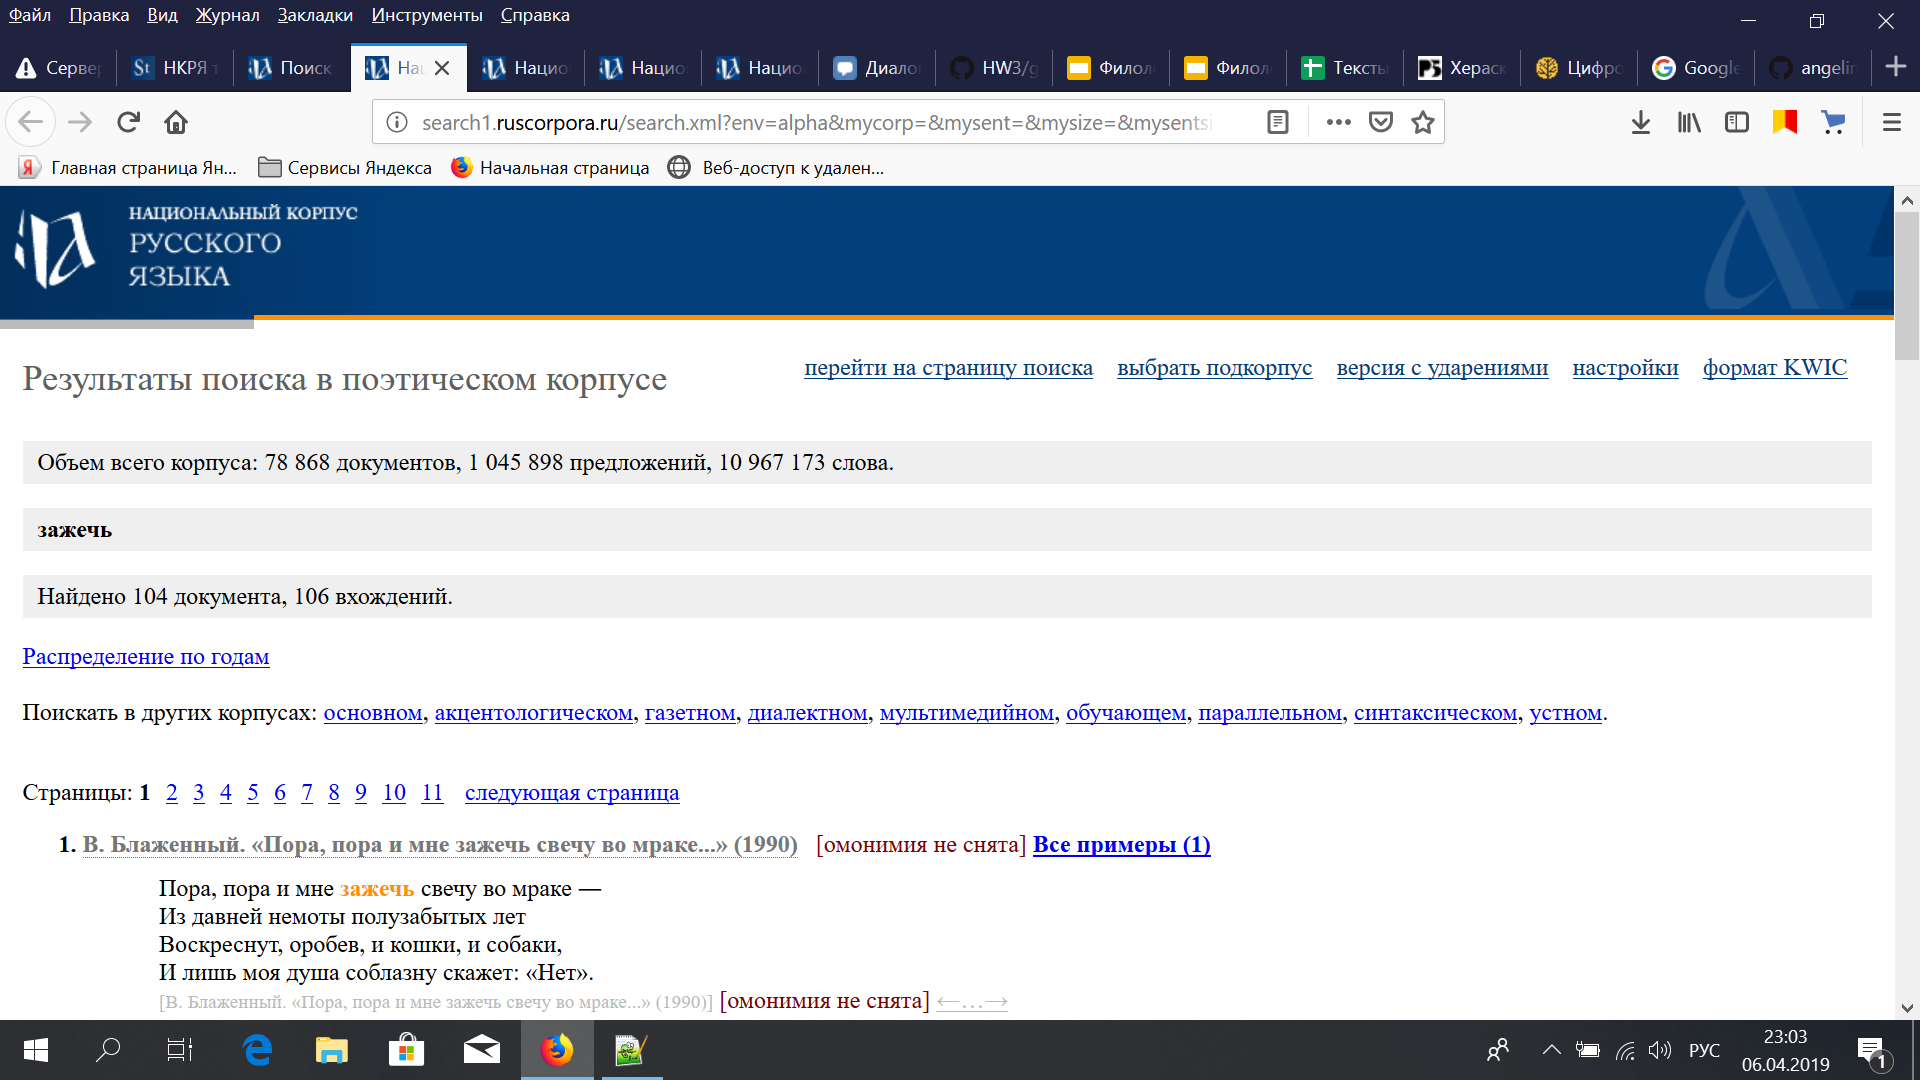 Файл Правка Вид Журнал Закладки Инструменты Справка
Сервер НКРЯ Поиск На Нацио Нацио Нацио Диало HW3/g Филол Филол Тексты Хераск Цифро Google angelin
search1.ruscorpora.ru/search.xml?env=alpha&mycorp=&mysent=&mysize=&mysentsi
Главная страница Ян... Сервисы Яндекса Начальная страница Веб-доступ к удален...
НАЦИОНАЛЬНЫЙ КОРПУС
РУССКОГО
ЯЗЫКА
Результаты поиска в поэтическом корпусе
перейти на страницу поиска выбрать подкорпус версия с ударениями настройки формат KWIC
Объем всего корпуса: 78 868 документов, 1 045 898 предложений, 10 967 173 слова.
зажечь
Найдено 104 документа, 106 вхождений.
Распределение по годам
Поискать в других корпусах: основном, акцентологическом, газетном, диалектном, мультимедийном, обучающем, параллельном, синтаксическом, устном.
Страницы: 1 2 3 4 5 6 7 8 9 10 11 следующая страница
1. В. Блаженный. «Пора, пора и мне зажечь свечу во мраке...» (1990) [омонимия не снята] Все примеры (1)
Пора, пора и мне зажечь свечу во мраке ―
Из давней немоты полузабытых лет
Воскреснут, оробев, и кошки, и собаки,
И лишь моя душа соблазну скажет: «Нет».
[В. Блаженный. «Пора, пора и мне зажечь свечу во мраке...» (1990)] [омонимия не снята] ←…→
РУС
23:03
06.04.2019
1